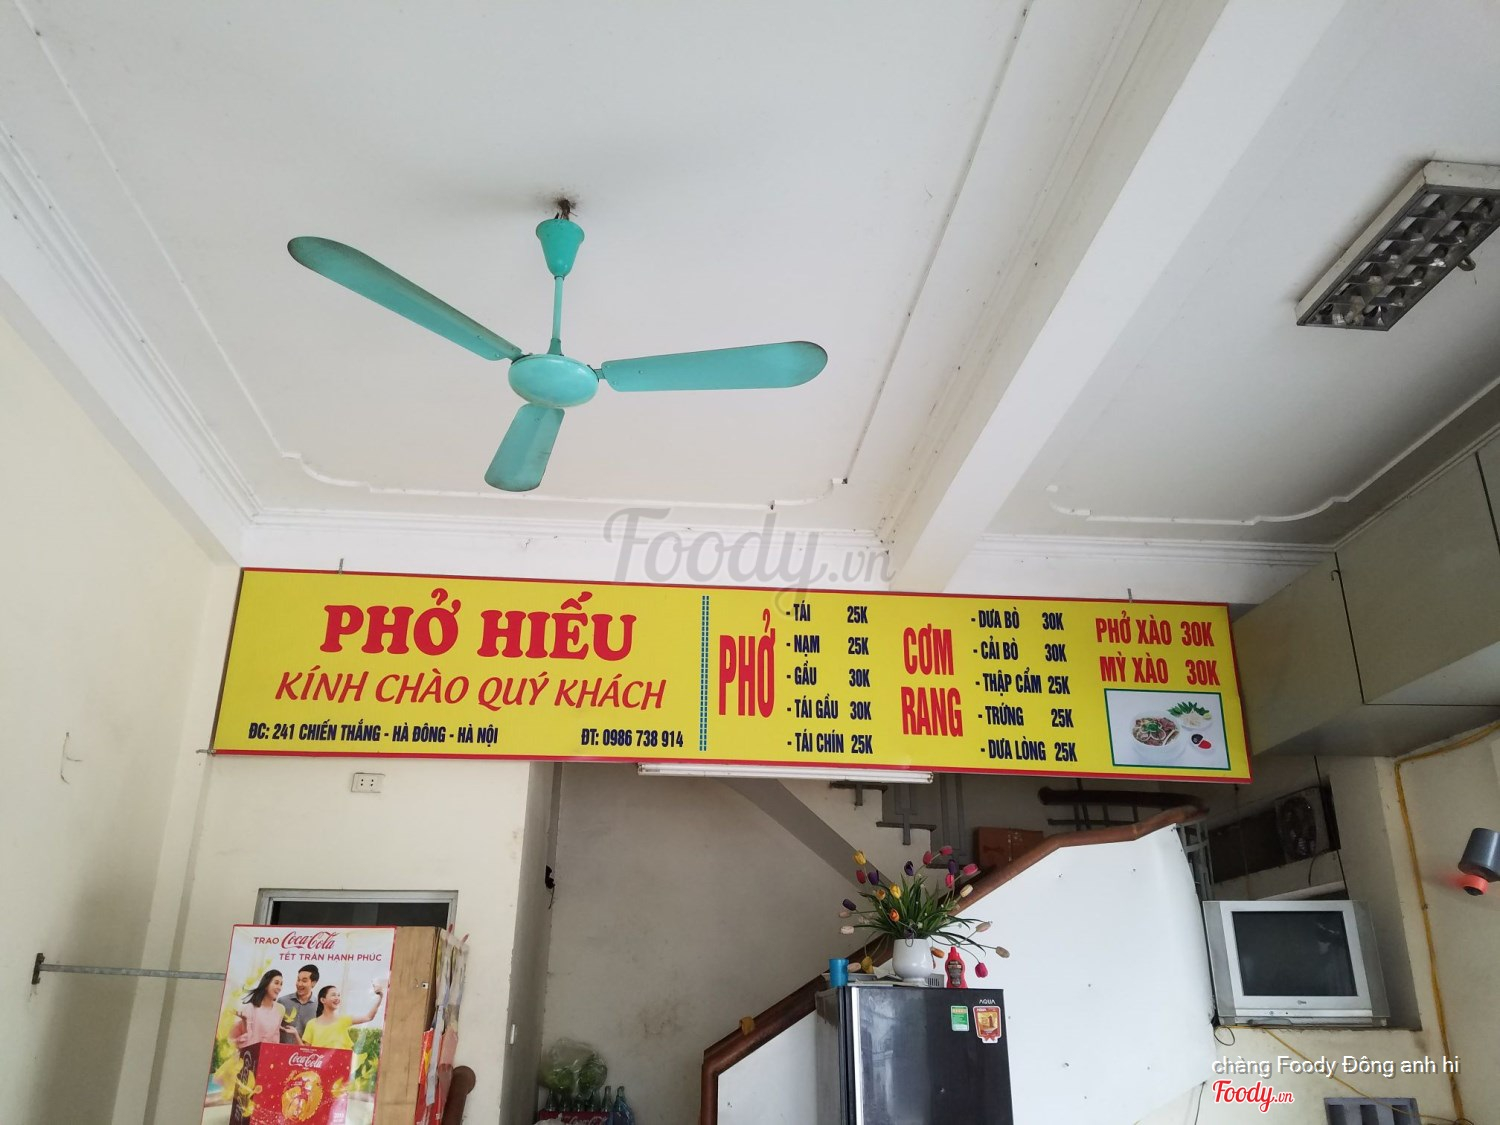 Foody.vn
PHỞ HIẾU
KÍNH CHÀO QUÝ KHÁCH
ĐC: 241 CHIẾN THẮNG - HÀ ĐÔNG - HÀ NỘI
ĐT: 0986 738 914
PHỞ
- TÁI 25K
- NẠM 25K
- GẦU 30K
- TÁI GẦU 30K
- TÁI CHÍN 25K
CƠM
RANG
- DƯA BÒ 30K
- CẢI BÒ 30K
- THẬP CẨM 25K
- TRỨNG 25K
- DƯA LÒNG 25K
PHỞ XÀO 30K
MỲ XÀO 30K
TRAO Coca-Cola
TẾT TRÀN HẠNH PHÚC
Coca-Cola
AQUA
chàng Foody Đông anh hi
Foody.vn